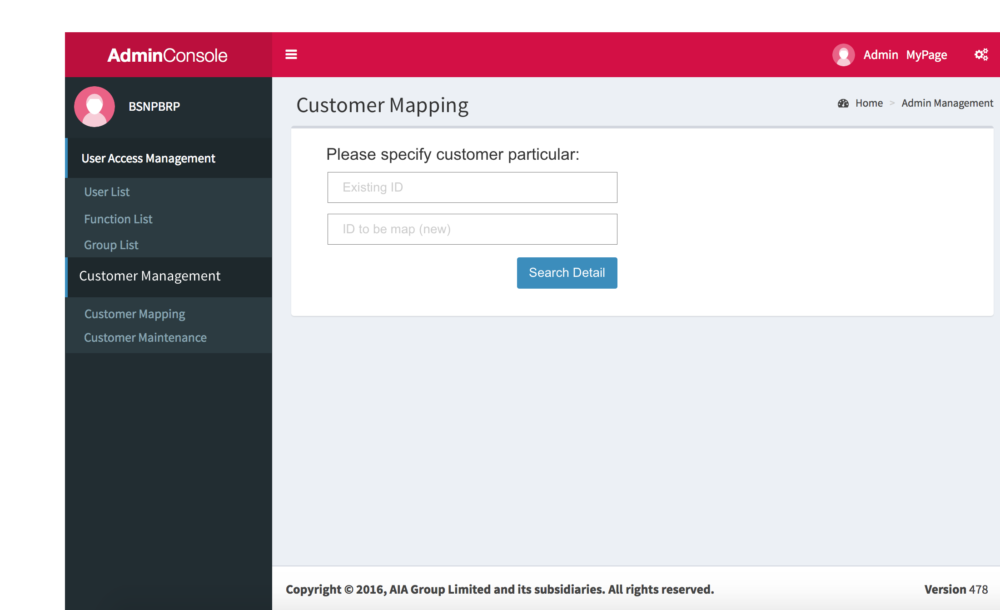 AdminConsole
Admin MyPage
BSNPBRP
User Access Management
User List
Function List
Group List
Customer Management
Customer Mapping
Customer Maintenance
Customer Mapping
Home > Admin Management
Please specify customer particular:
Existing ID
ID to be map (new)
Search Detail
Copyright © 2016, AIA Group Limited and its subsidiaries. All rights reserved.
Version 478